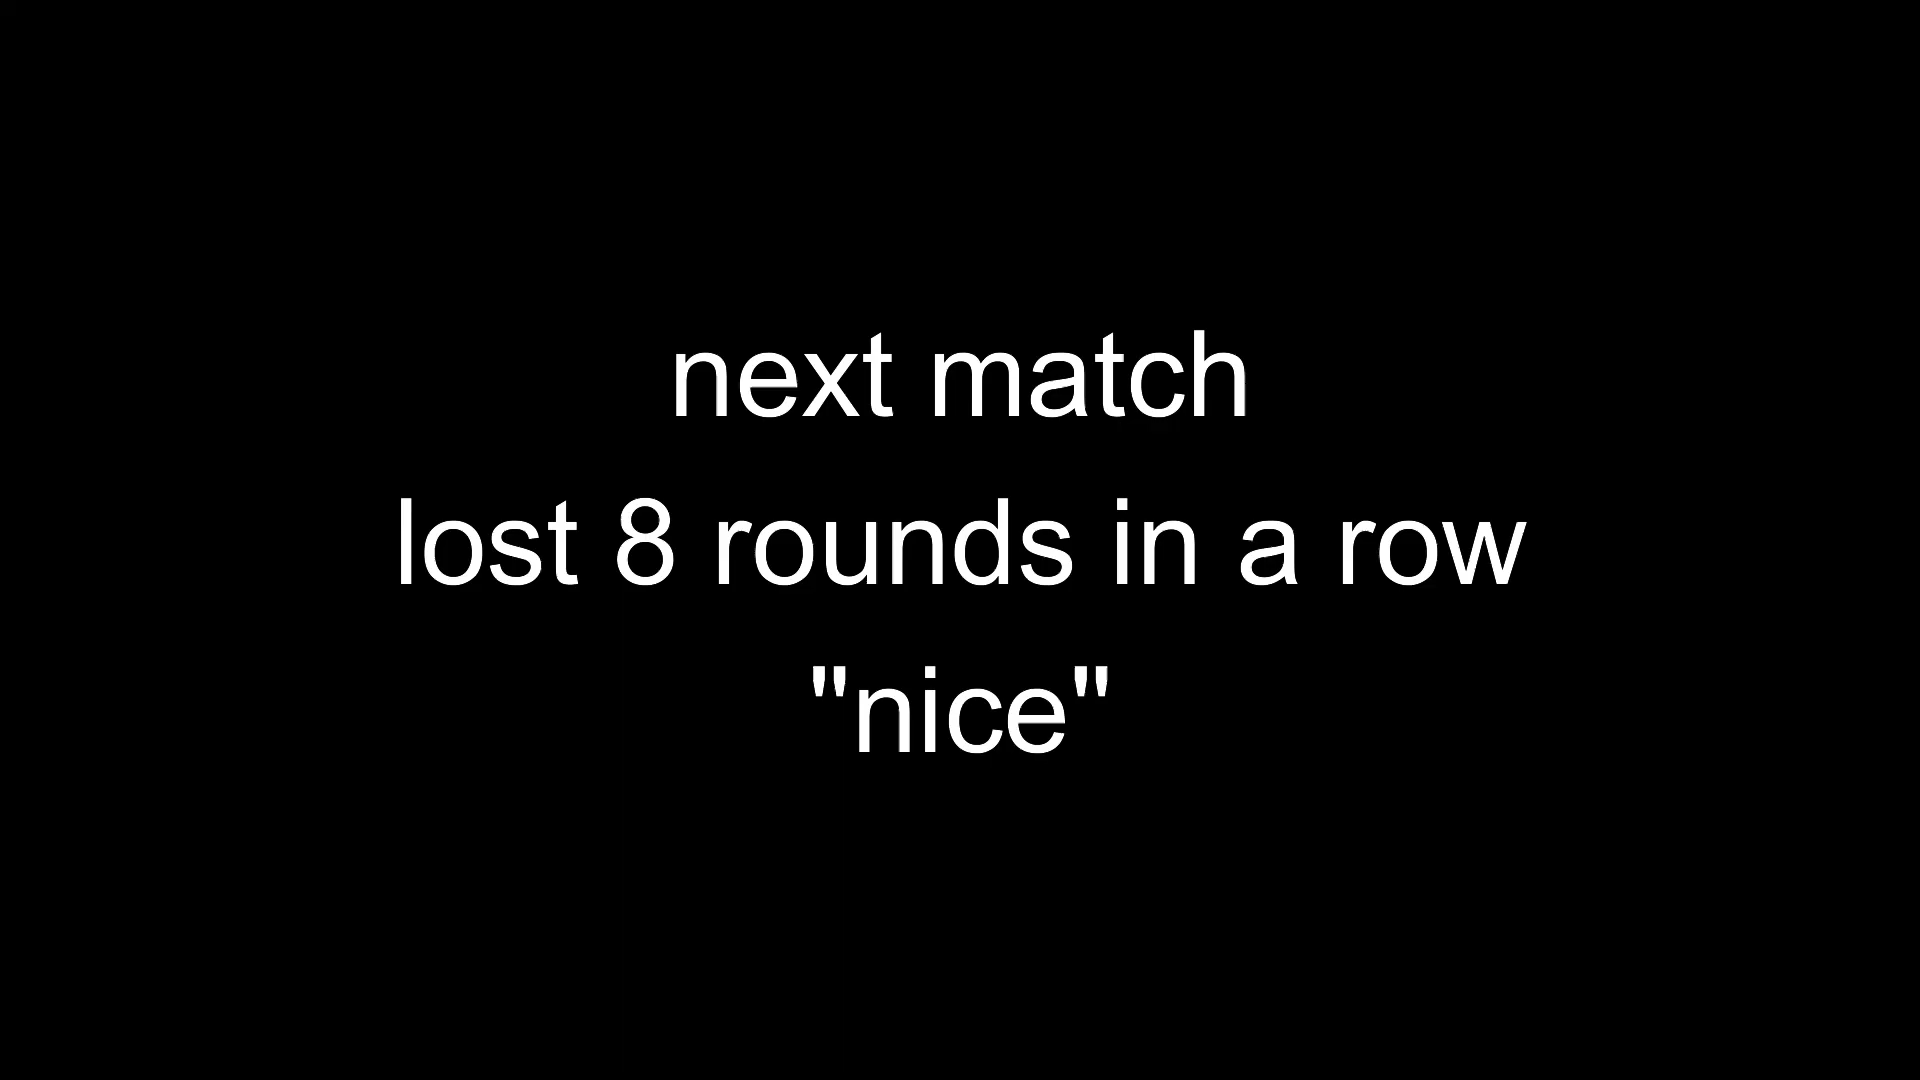 next match
lost 8 rounds in a row
"nice"